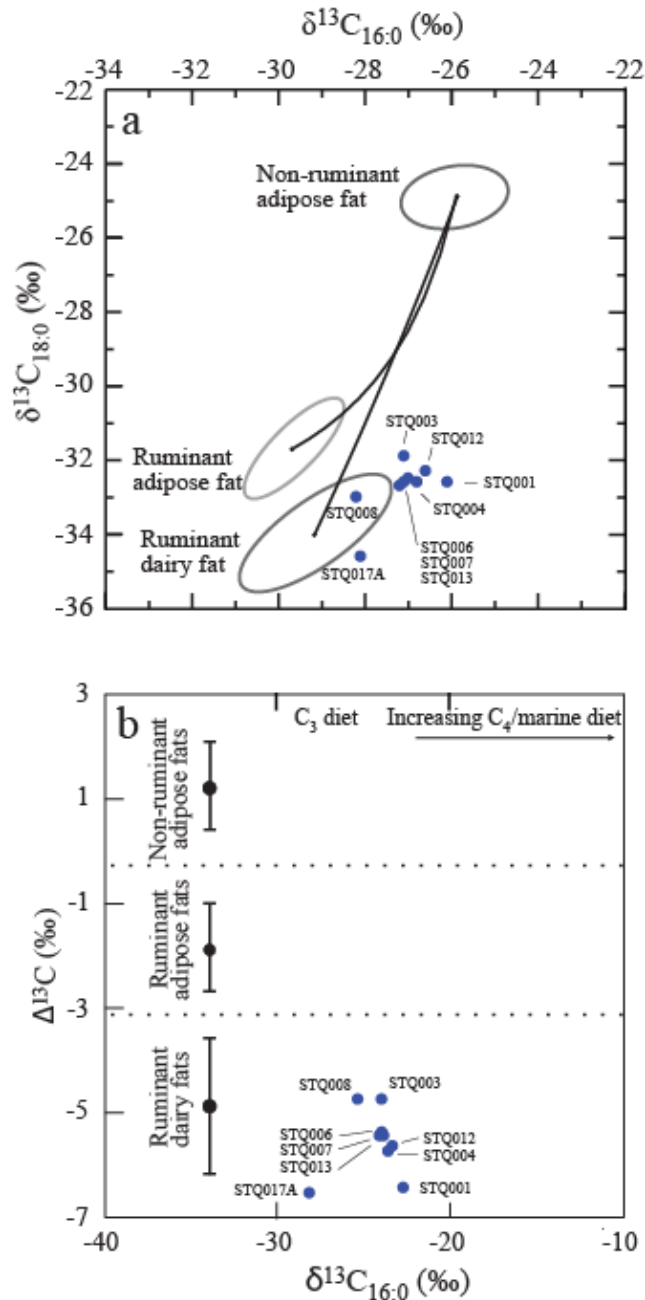 δ¹³C₁₆:₀ (‰)
-34 -30 -28 -26 -24 -22
-22
-24
-26
-28
-30
-32
-34
-36
δ¹³C₁₈:₀ (‰)
a
Non-ruminant
adipose fat
Ruminant
adipose fat
Ruminant
dairy fat
STQ003
STQ012
STQ001
STQ004
STQ008
STQ006
STQ007
STQ013
STQ017A
b
C₃ diet
Increasing C₄/marine diet
3
1
-1
-3
-5
-7
Δ¹³C (‰)
Non-ruminant
adipose fats
Ruminant
adipose fats
Ruminant
dairy fats
STQ008
STQ003
STQ006
STQ007
STQ013
STQ012
STQ004
STQ017A
STQ001
-40 -30 -20 -10
δ¹³C₁₆:₀ (‰)